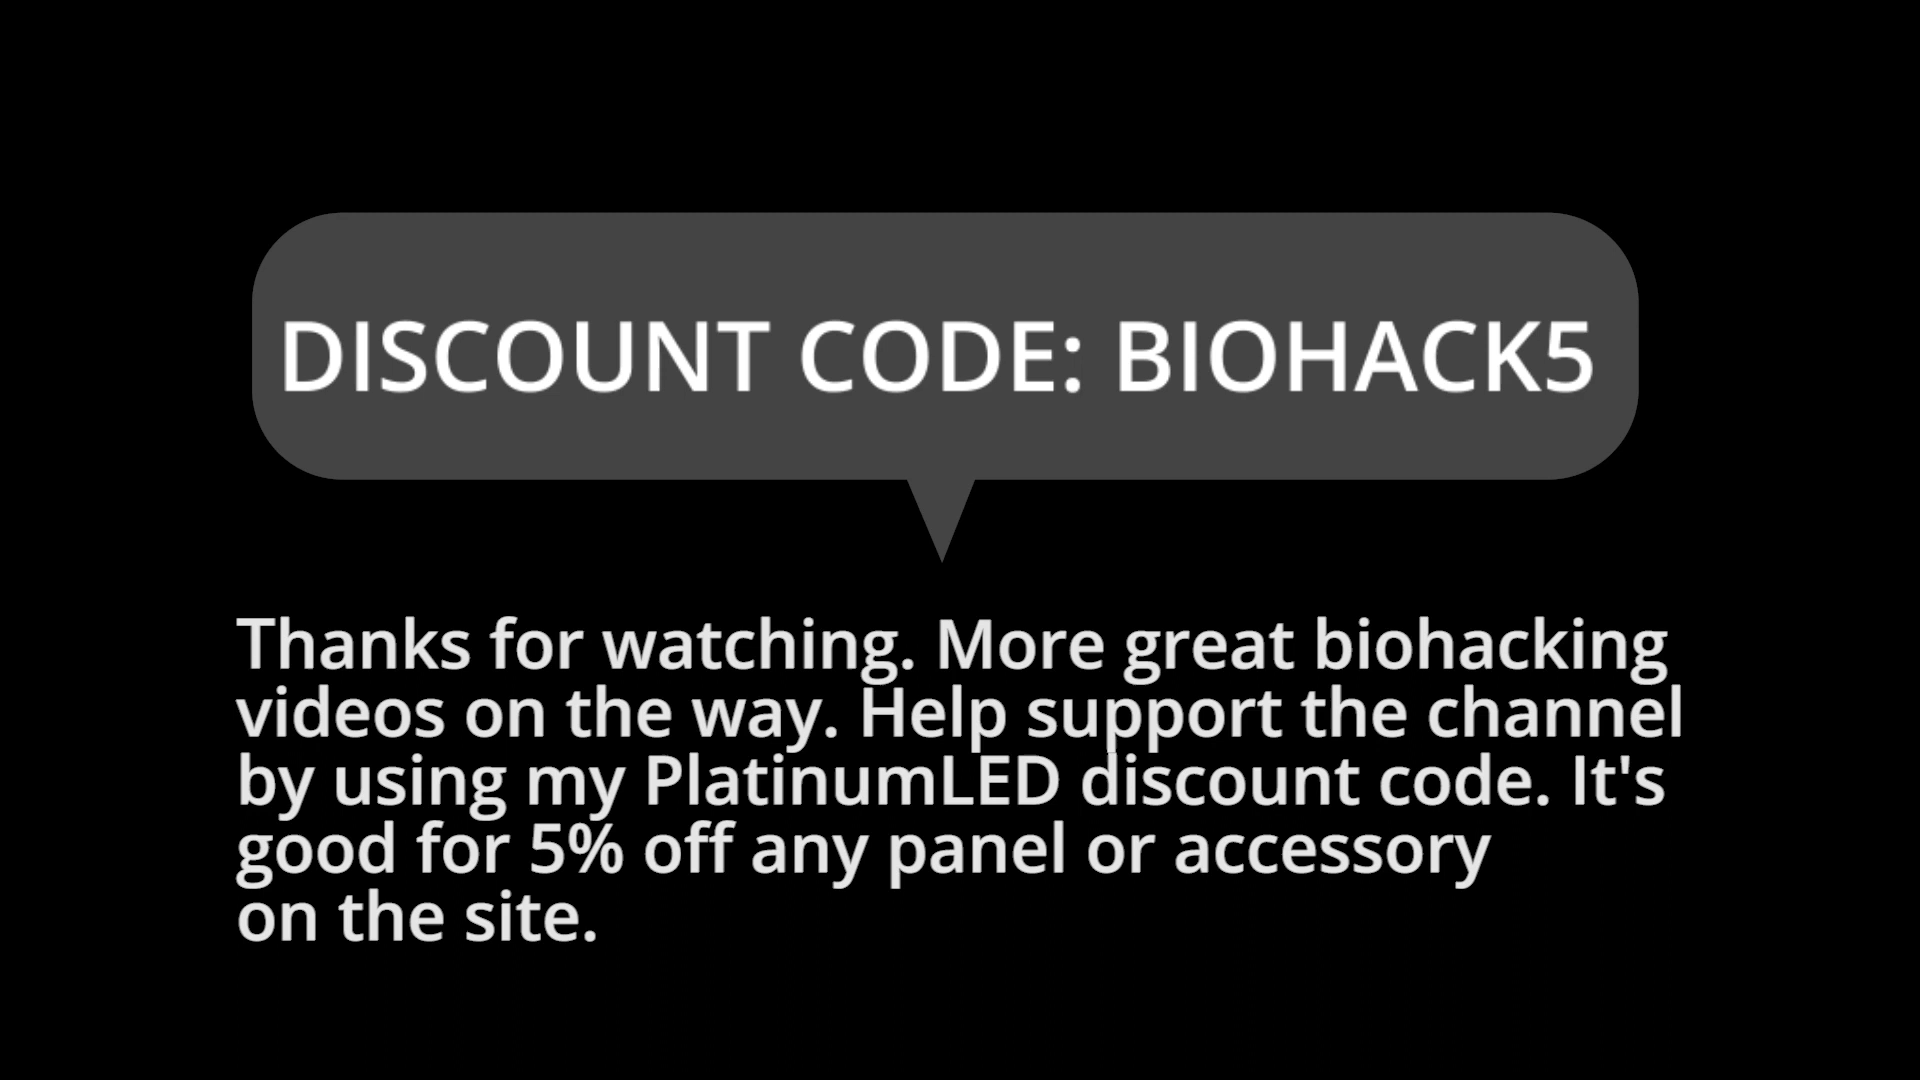 DISCOUNT CODE: BIOHACK5
Thanks for watching. More great biohacking
videos on the way. Help support the channel
by using my PlatinumLED discount code. It's
good for 5% off any panel or accessory
on the site.